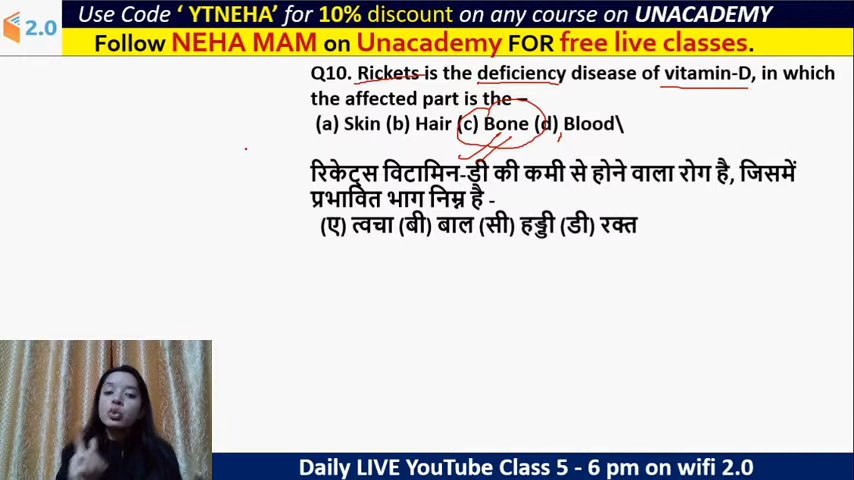 Use Code ‘ YTNEHA’ for 10% discount on any course on UNACADEMY
2.0
Follow NEHA MAM on Unacademy FOR free live classes.
Q10. Rickets is the deficiency disease of vitamin-D, in which
the affected part is the –
(a) Skin (b) Hair (c) Bone (d) Blood\
रिकेट्स विटामिन-डी की कमी से होने वाला रोग है, जिसमें
प्रभावित भाग निम्न है -
(ए) त्वचा (बी) बाल (सी) हड्डी (डी) रक्त
Daily LIVE YouTube Class 5 - 6 pm on wifi 2.0